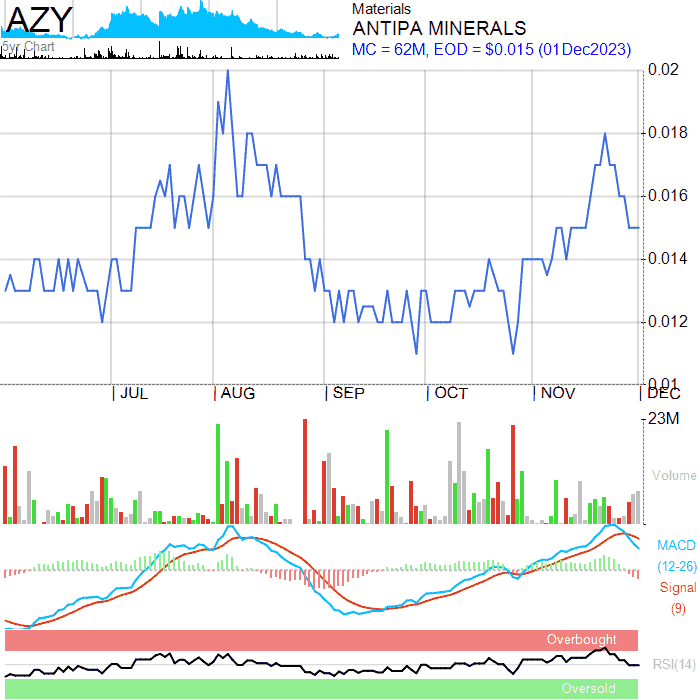 AZY
5yr Chart
Materials
ANTIPA MINERALS
MC = 62M, EOD = $0.015 (01Dec2023)
0.02
0.018
0.016
0.014
0.012
0.01
JUL
AUG
SEP
OCT
NOV
DEC
23M
Volume
MACD
(12-26)
Signal
(9)
Overbought
RSI(14)
Oversold